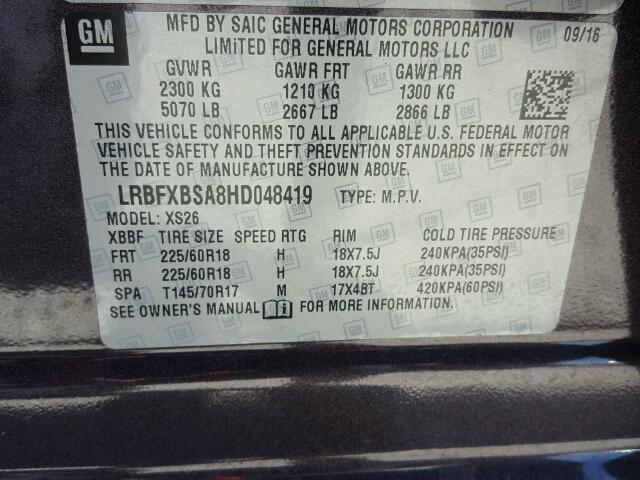 GM
MFD BY SAIC GENERAL MOTORS CORPORATION 09/16
LIMITED FOR GENERAL MOTORS LLC
GVWR GAWR FRT GAWR RR
2300 KG 1210 KG 1300 KG
5070 LB 2667 LB 2866 LB
THIS VEHICLE CONFORMS TO ALL APPLICABLE U.S. FEDERAL MOTOR
VEHICLE SAFETY AND THEFT PREVENTION STANDARDS IN EFFECT ON
THE DATE OF MANUFACTURE SHOWN ABOVE.
LRBFXBSA8HD048419 TYPE: M.P.V.
MODEL: XS26
XBBF TIRE SIZE SPEED RTG RIM COLD TIRE PRESSURE
FRT 225/60R18 H 18X7.5J 240KPA(35PSI)
RR 225/60R18 H 18X7.5J 240KPA(35PSI)
SPA T145/70R17 M 17X4BT 420KPA(60PSI)
SEE OWNER'S MANUAL i FOR MORE INFORMATION.